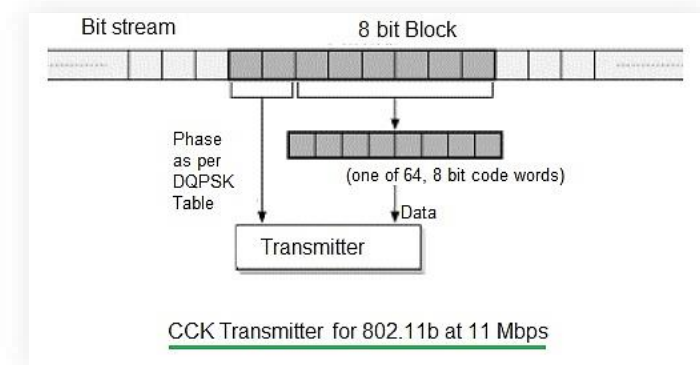 Bit stream
8 bit Block
Phase
as per
DQPSK
Table
(one of 64, 8 bit code words)
Data
Transmitter
CCK Transmitter for 802.11b at 11 Mbps